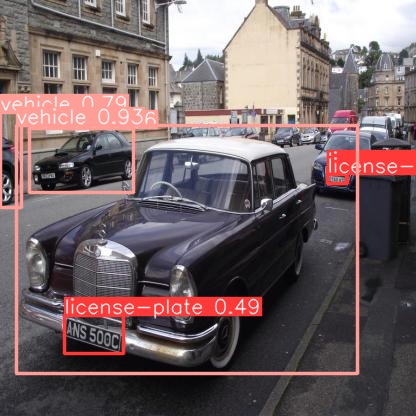 vehicle 0.79
vehicle 0.936
license-
license-plate 0.49
ANS 500C